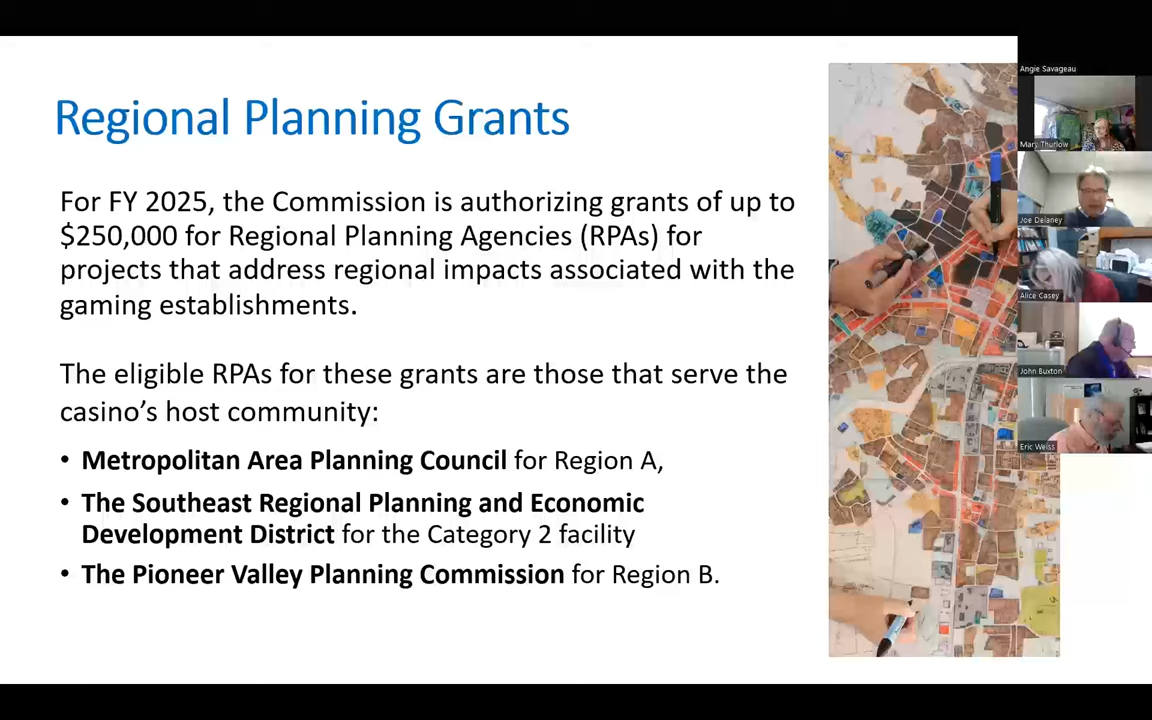 Regional Planning Grants
For FY 2025, the Commission is authorizing grants of up to
$250,000 for Regional Planning Agencies (RPAs) for
projects that address regional impacts associated with the
gaming establishments.
The eligible RPAs for these grants are those that serve the
casino’s host community:
• Metropolitan Area Planning Council for Region A,
• The Southeast Regional Planning and Economic
Development District for the Category 2 facility
• The Pioneer Valley Planning Commission for Region B.
Angie Savageau
Mary Thurlow
Joe Delaney
Alice Casey
John Buxton
Eric Weiss